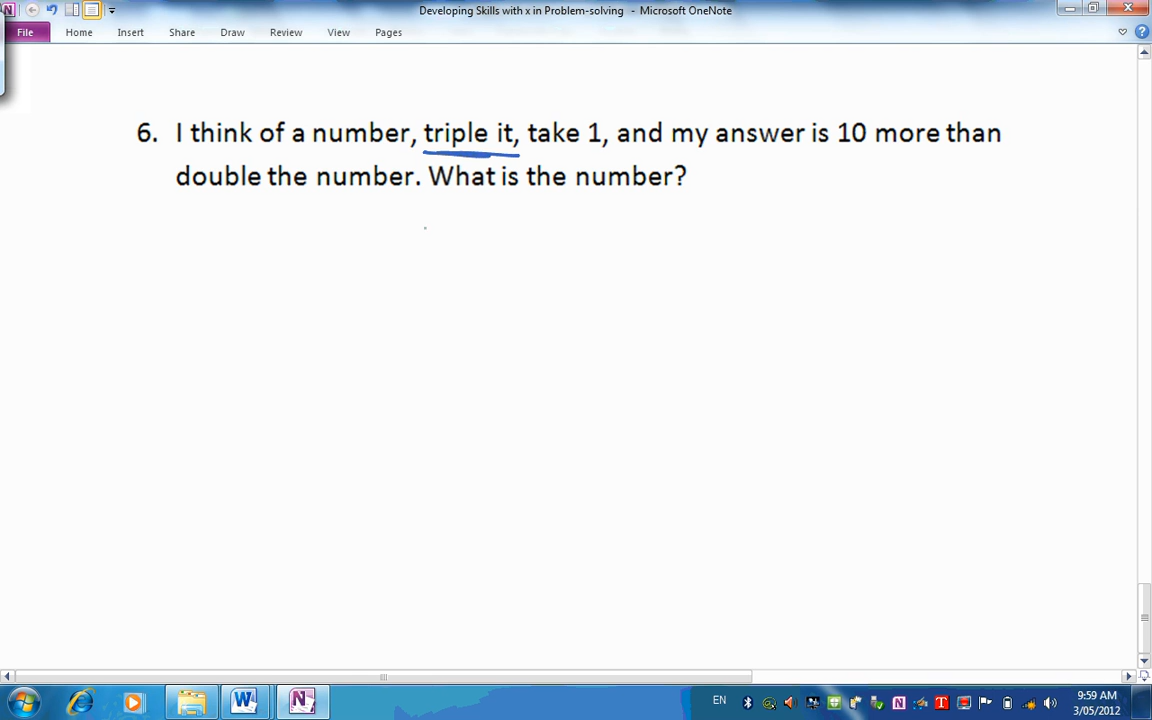 Developing Skills with x in Problem-solving - Microsoft OneNote
File Home Insert Share Draw Review View Pages
6. I think of a number, triple it, take 1, and my answer is 10 more than
double the number. What is the number?
EN
9:59 AM
3/05/2012